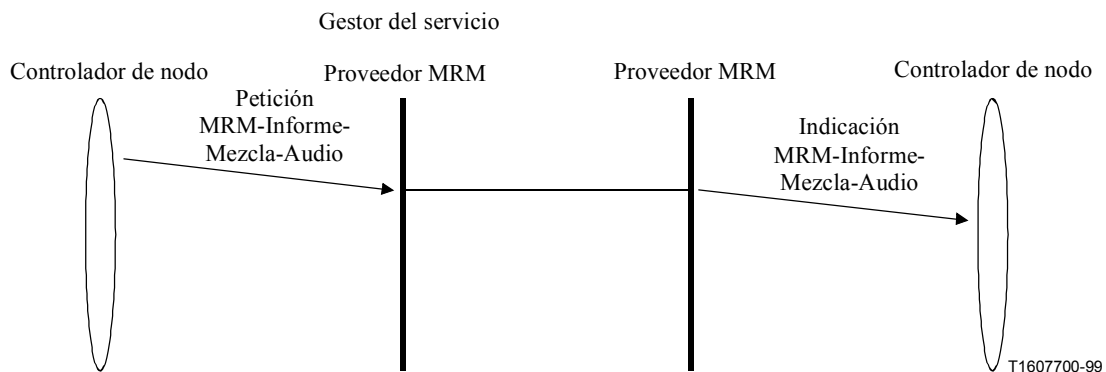 Gestor del servicio
Controlador de nodo
Proveedor MRM
Proveedor MRM
Controlador de nodo
Petición
MRM-Informe-
Mezcla-Audio
Indicación
MRM-Informe-
Mezcla-Audio
T1607700-99